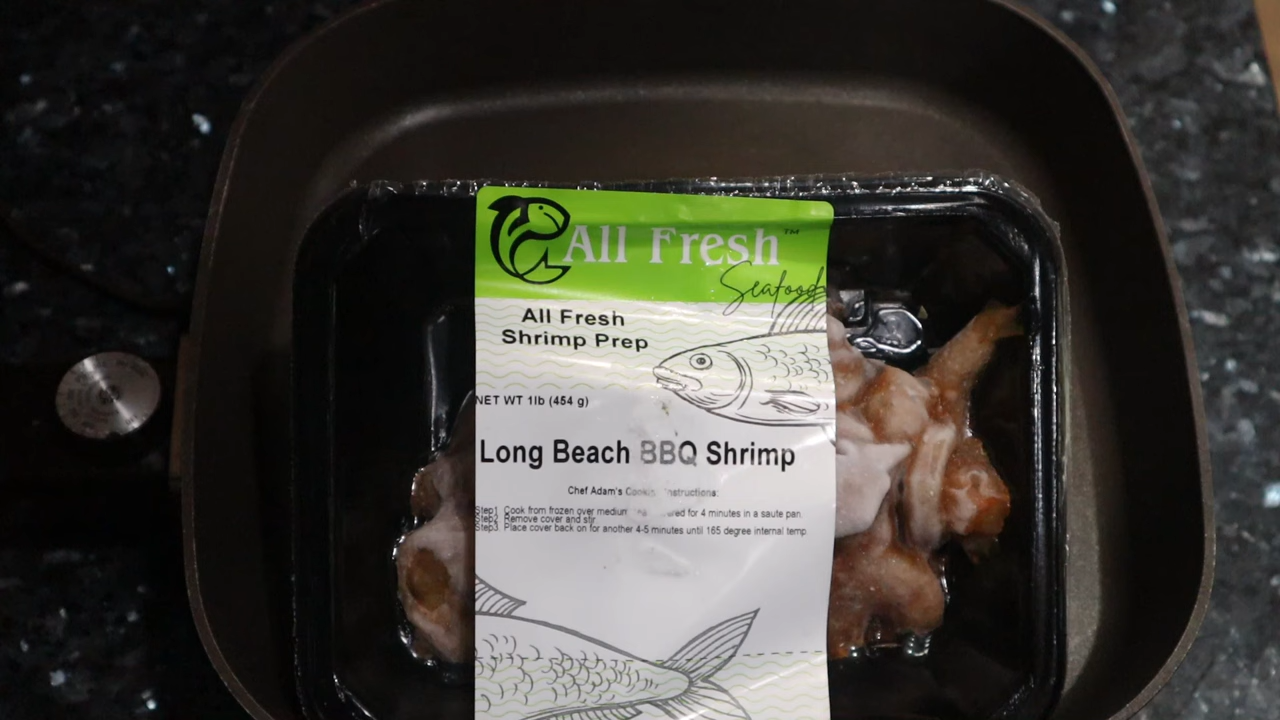 All Fresh™
Seafood
All Fresh
Shrimp Prep
NET WT 1lb (454 g)
Long Beach BBQ Shrimp
Chef Adam's Instructions:
Step1. Cook from frozen over medium for 4 minutes in a saute pan
Step2. Remove cover and stir
Step3. Place cover back on for another 4-5 minutes until 165 degree internal temp